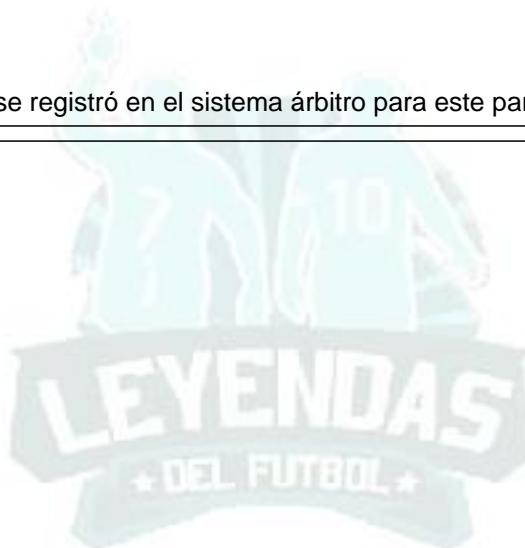 se registró en el sistema árbitro para este par
7
10
LEYENDAS
★ DEL FUTBOL ★